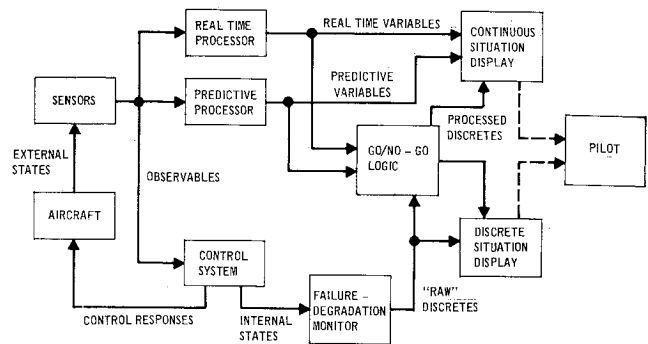 REAL TIME
PROCESSOR
REAL TIME VARIABLES
CONTINUOUS
SITUATION
DISPLAY
SENSORS
PREDICTIVE
PROCESSOR
PREDICTIVE
VARIABLES
PROCESSED
DISCRETES
GO/NO - GO
LOGIC
PILOT
EXTERNAL
STATES
OBSERVABLES
AIRCRAFT
CONTROL
SYSTEM
DISCRETE
SITUATION
DISPLAY
FAILURE -
DEGRADATION
MONITOR
"RAW"
DISCRETES
CONTROL RESPONSES
INTERNAL
STATES